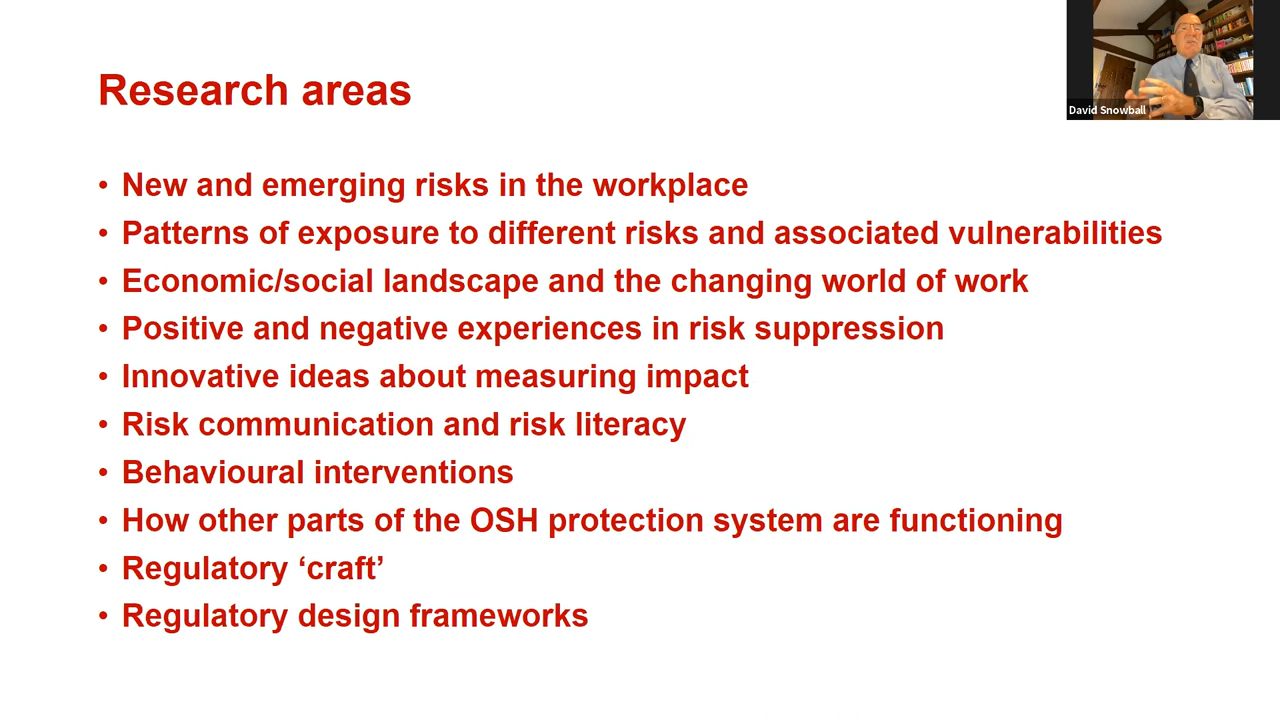 Research areas
David Snowball
• New and emerging risks in the workplace
• Patterns of exposure to different risks and associated vulnerabilities
• Economic/social landscape and the changing world of work
• Positive and negative experiences in risk suppression
• Innovative ideas about measuring impact
• Risk communication and risk literacy
• Behavioural interventions
• How other parts of the OSH protection system are functioning
• Regulatory ‘craft’
• Regulatory design frameworks